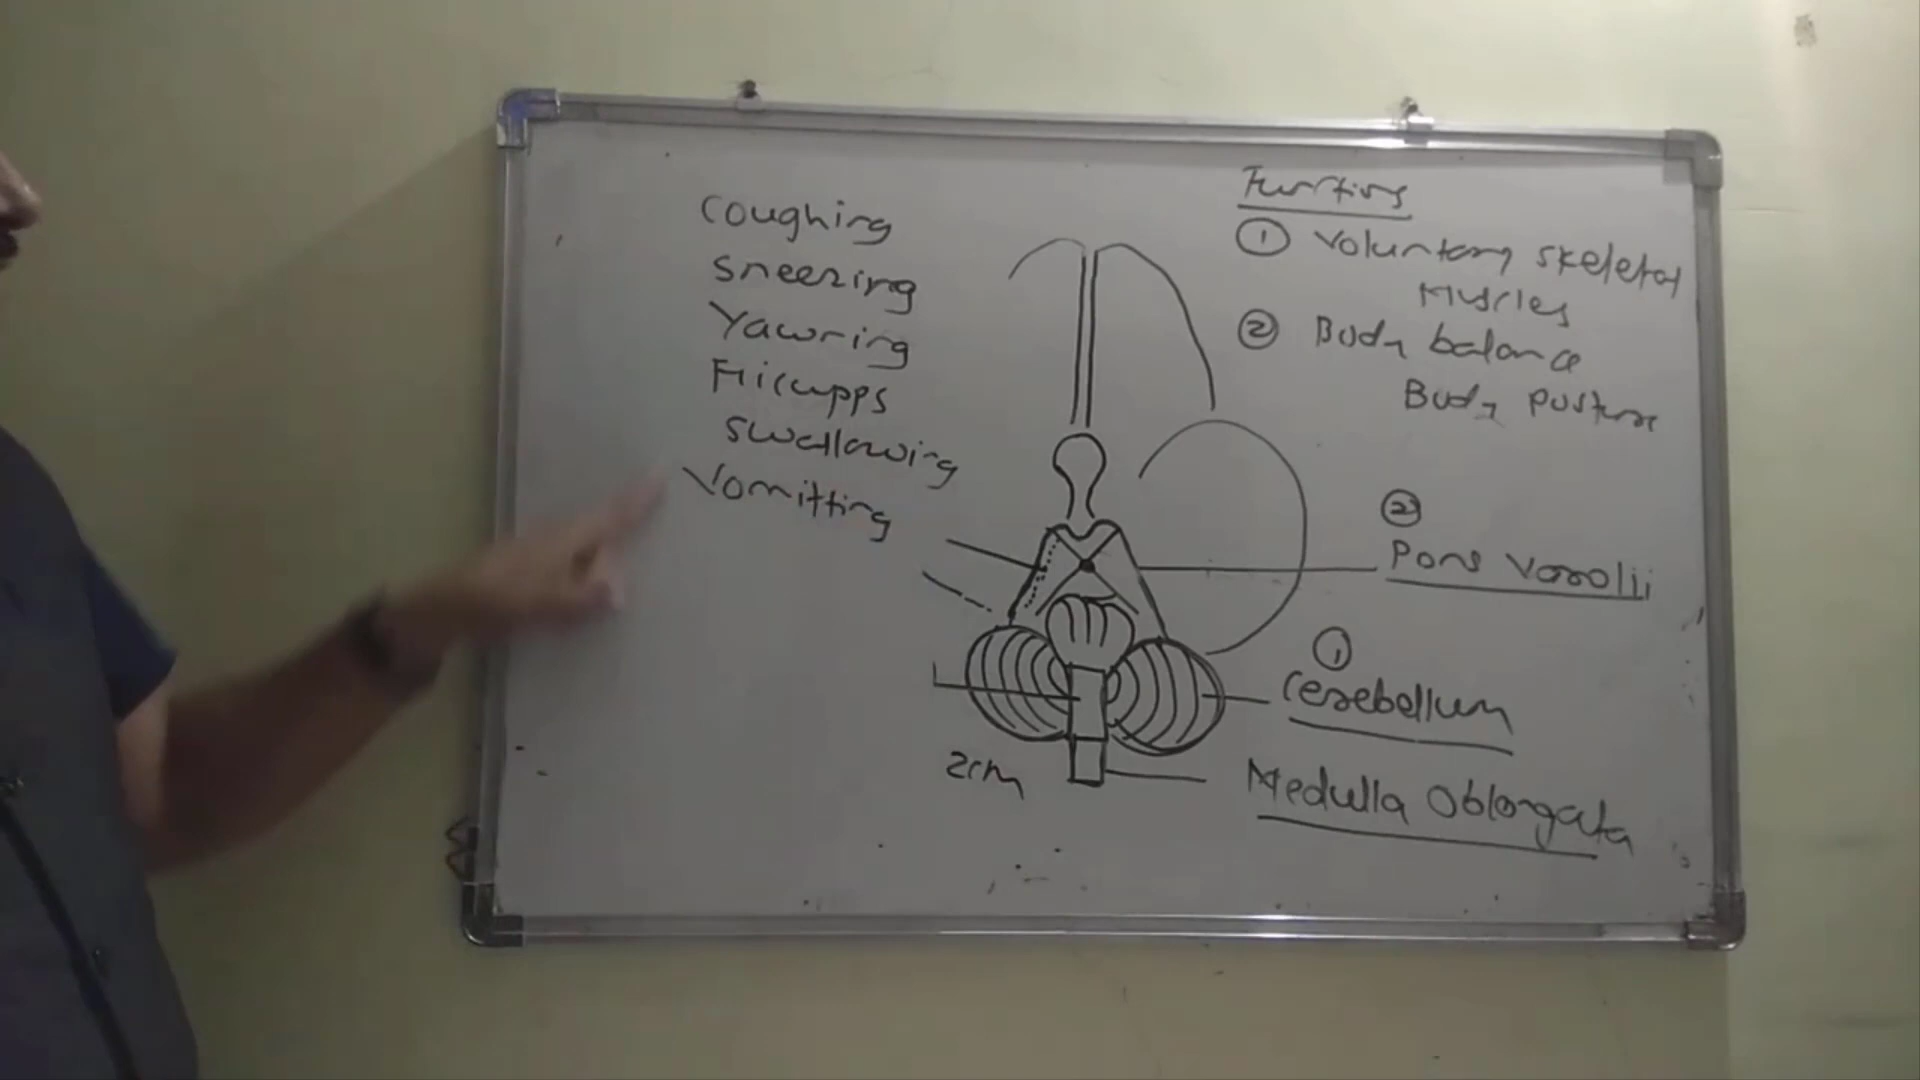 coughing
sneezing
Yawning
Hicupps
swallowing
Vomitting
2cm
Functions
① Voluntary skeletal
Muscles
② Body balance
Body posture
②
Pons Varolii
①
Cerebellum
Medulla Oblongata